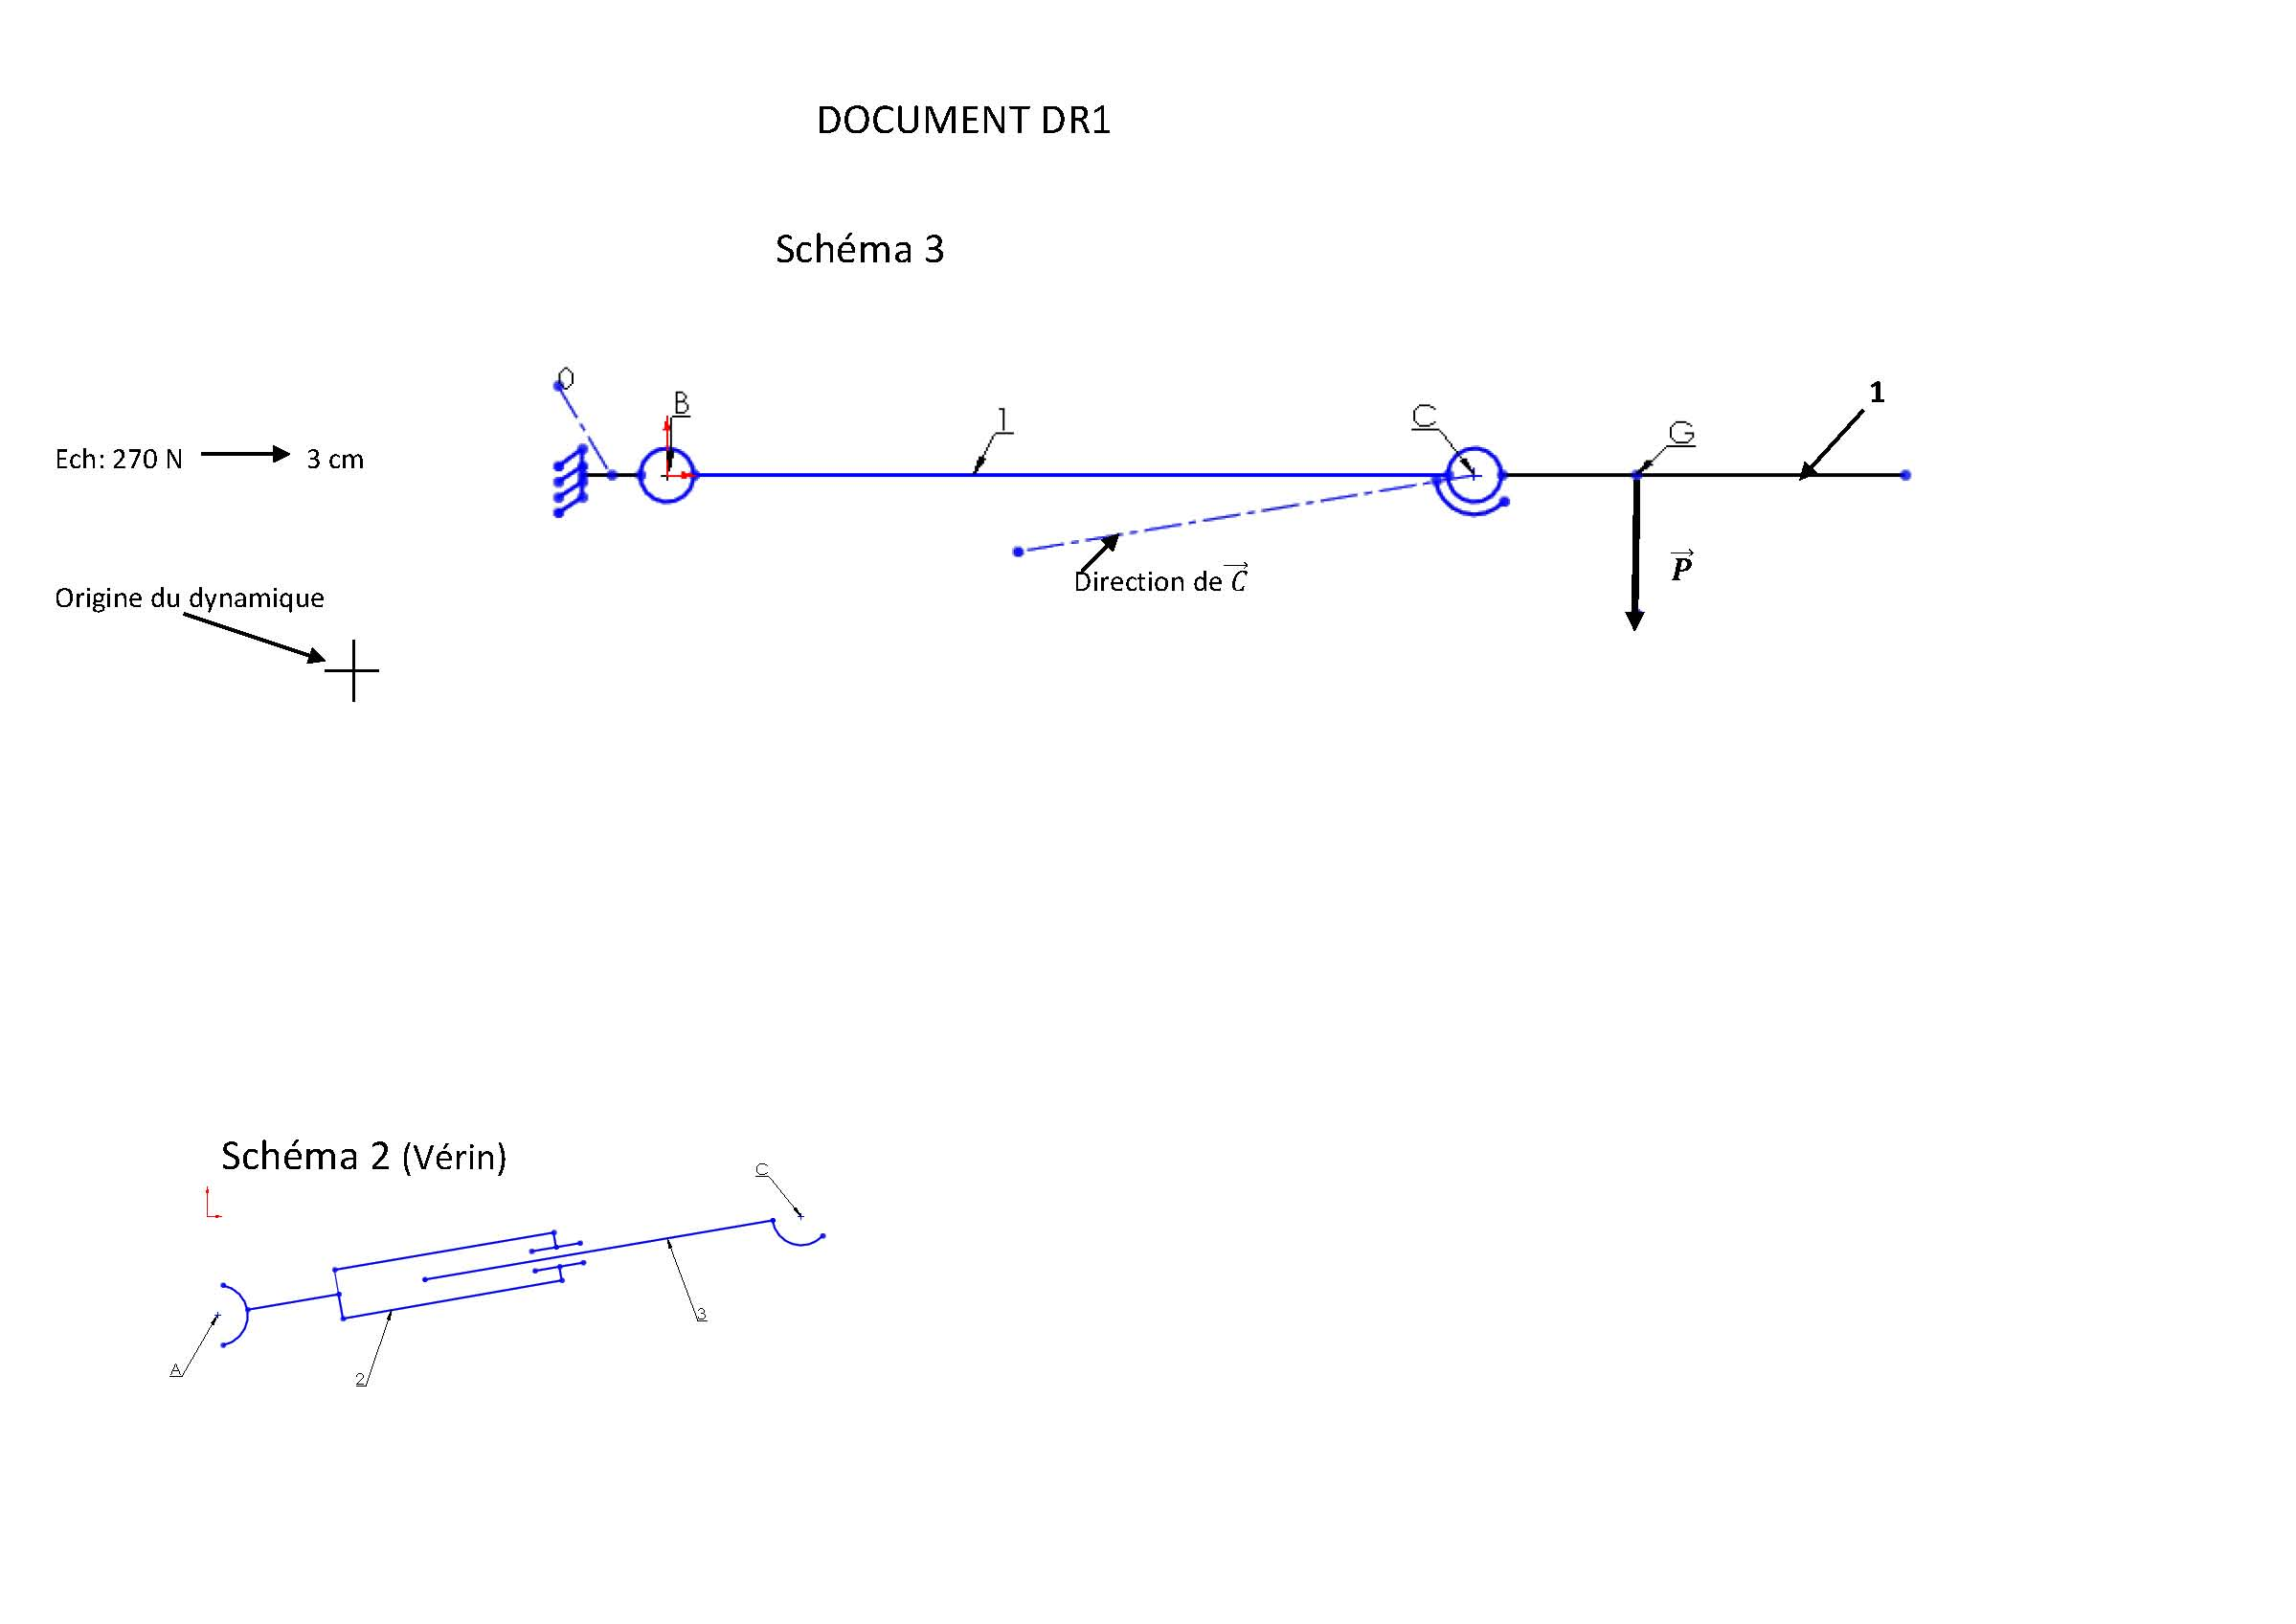 DOCUMENT DR1
Schéma 3
O
B
1
C
G
1
Ech: 270 N
3 cm
P
Direction de C
Origine du dynamique
Schéma 2 (Vérin)
C
3
A
2